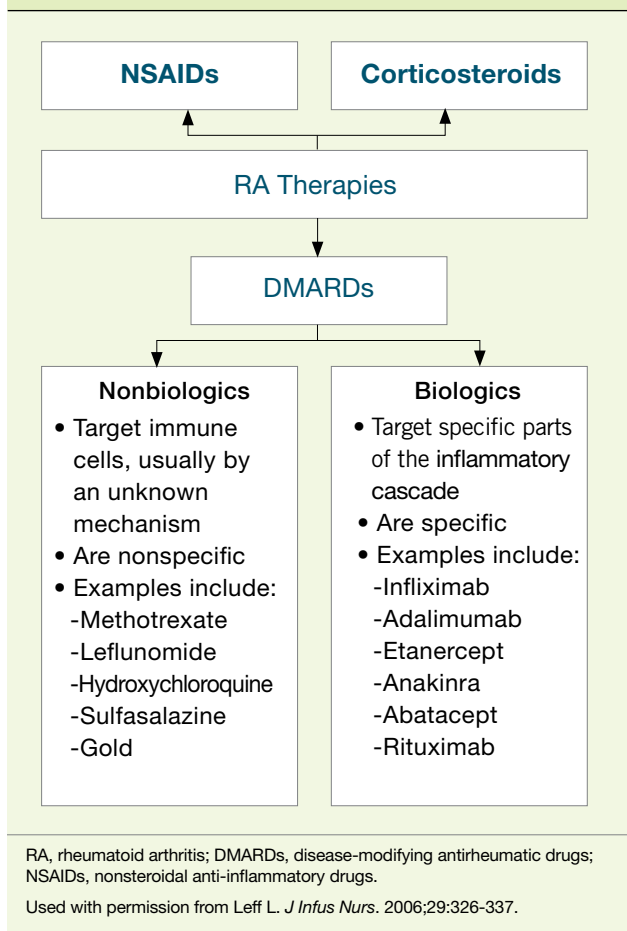 NSAIDs
Corticosteroids
RA Therapies
DMARDs
Nonbiologics
• Target immune
cells, usually by
an unknown
mechanism
• Are nonspecific
• Examples include:
-Methotrexate
-Leflunomide
-Hydroxychloroquine
-Sulfasalazine
-Gold
Biologics
• Target specific parts
of the inflammatory
cascade
• Are specific
• Examples include:
-Infliximab
-Adalimumab
-Etanercept
-Anakinra
-Abatacept
-Rituximab
RA, rheumatoid arthritis; DMARDs, disease-modifying antirheumatic drugs;
NSAIDs, nonsteroidal anti-inflammatory drugs.
Used with permission from Leff L. J Infus Nurs. 2006;29:326-337.